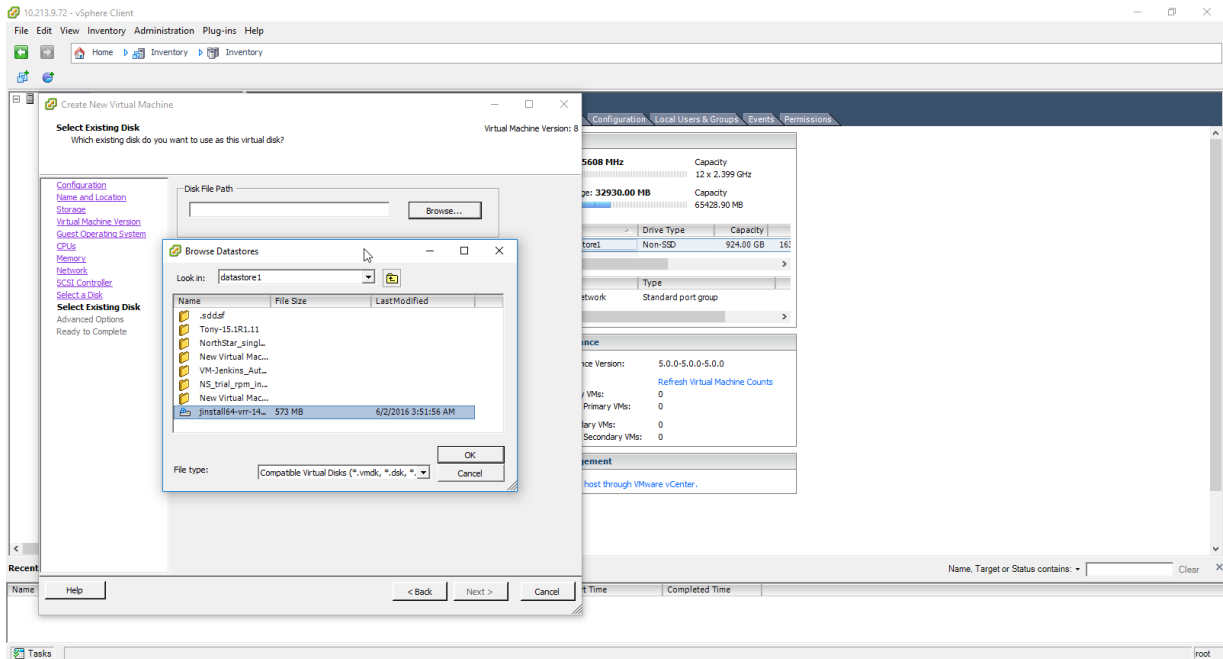 10.213.9.72 - vSphere Client
File Edit View Inventory Administration Plug-ins Help
Home Inventory Inventory
Create New Virtual Machine
Select Existing Disk
Which existing disk do you want to use as this virtual disk?
Virtual Machine Version: 8
Configuration
Name and Location
Storage
Virtual Machine Version
Guest Operating System
CPUs
Memory
Network
SCSI Controller
Select a Disk
Select Existing Disk
Advanced Options
Ready to Complete
Disk File Path
Browse...
Browse Datastores
Look in: datastore1
Name File Size Last Modified
.sdd.sf
Tony-15.1R1.11
NorthStar_singl...
New Virtual Mac...
VM-Jenkins_Aut...
NS_trial_rpm_in...
New Virtual Mac...
jinstall64-vrr-14... 573 MB 6/2/2016 3:51:56 AM
OK
File type: Compatible Virtual Disks (*.vmdk, *.dsk, *.
Cancel
Help < Back Next > Cancel
Configuration Local Users & Groups Events Permissions
5608 MHz Capacity
12 x 2.399 GHz
ge: 32930.00 MB Capacity
65428.90 MB
Drive Type Capacity
tore1 Non-SSD 924.00 GB 163
Type
etwork Standard port group
nce
nce Version: 5.0.0-5.0.0-5.0.0
Refresh Virtual Machine Counts
y VMs: 0
Primary VMs: 0
lary VMs: 0
Secondary VMs: 0
gement
host through VMware vCenter.
Recent
Name, Target or Status contains: Clear
Name
rt Time Completed Time
Tasks
root